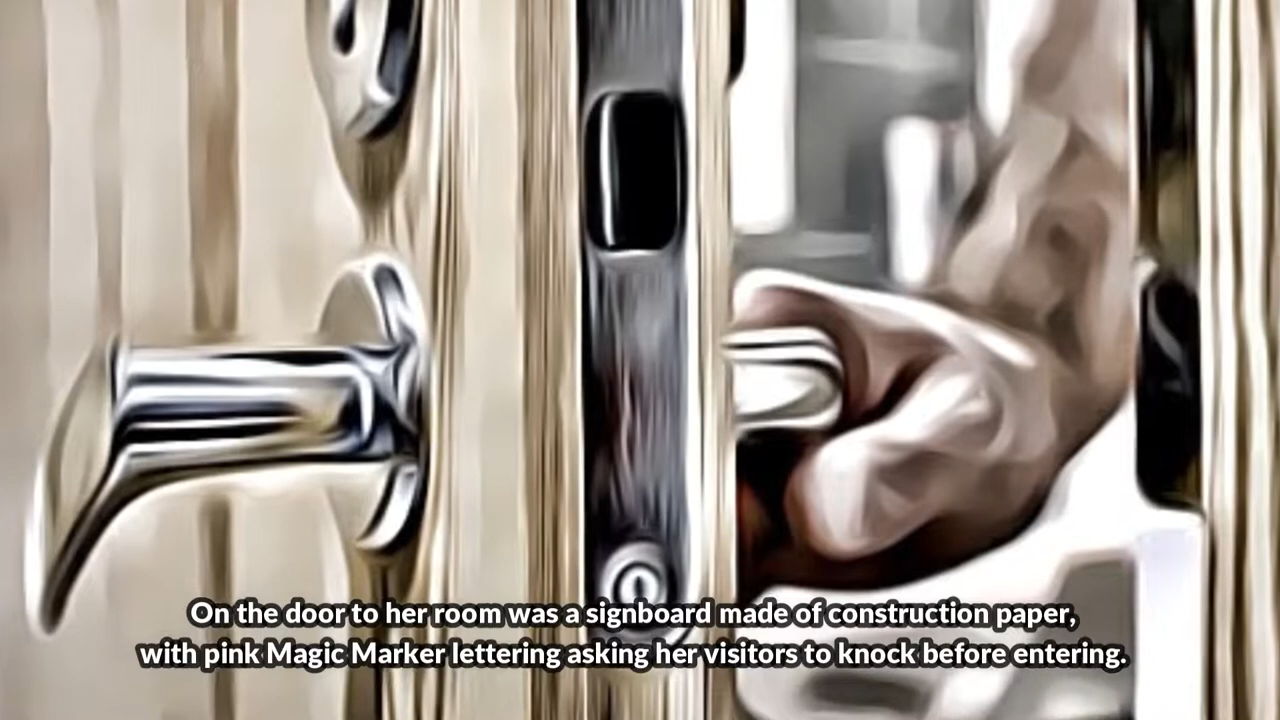 On the door to her room was a signboard made of construction paper,
with pink Magic Marker lettering asking her visitors to knock before entering.